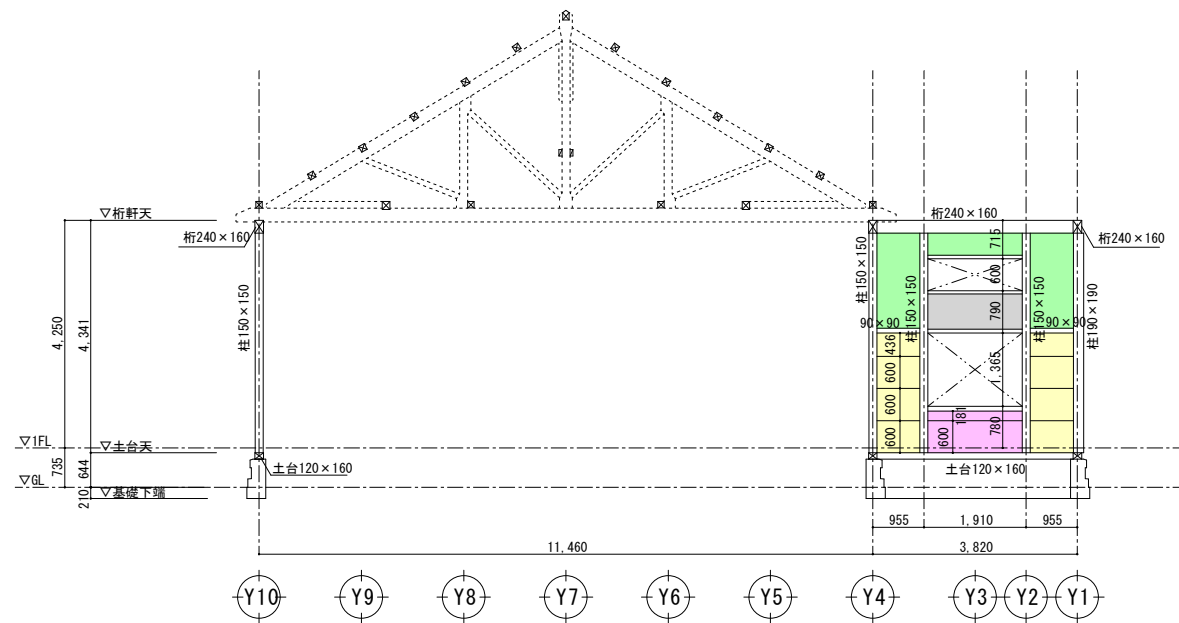 ▽桁軒天
桁240×160
桁240×160
桁240×160
柱150×150
柱150×150
柱150×150
柱150×150
柱190×190
90×90
90×90
715
600
790
1,365
780
436
600
600
600
181
600
4,250
4,341
▽1FL
▽土台天
735
644
土台120×160
土台120×160
▽GL
210
▽基礎下端
955
1,910
955
11,460
3,820
Y10
Y9
Y8
Y7
Y6
Y5
Y4
Y3
Y2
Y1